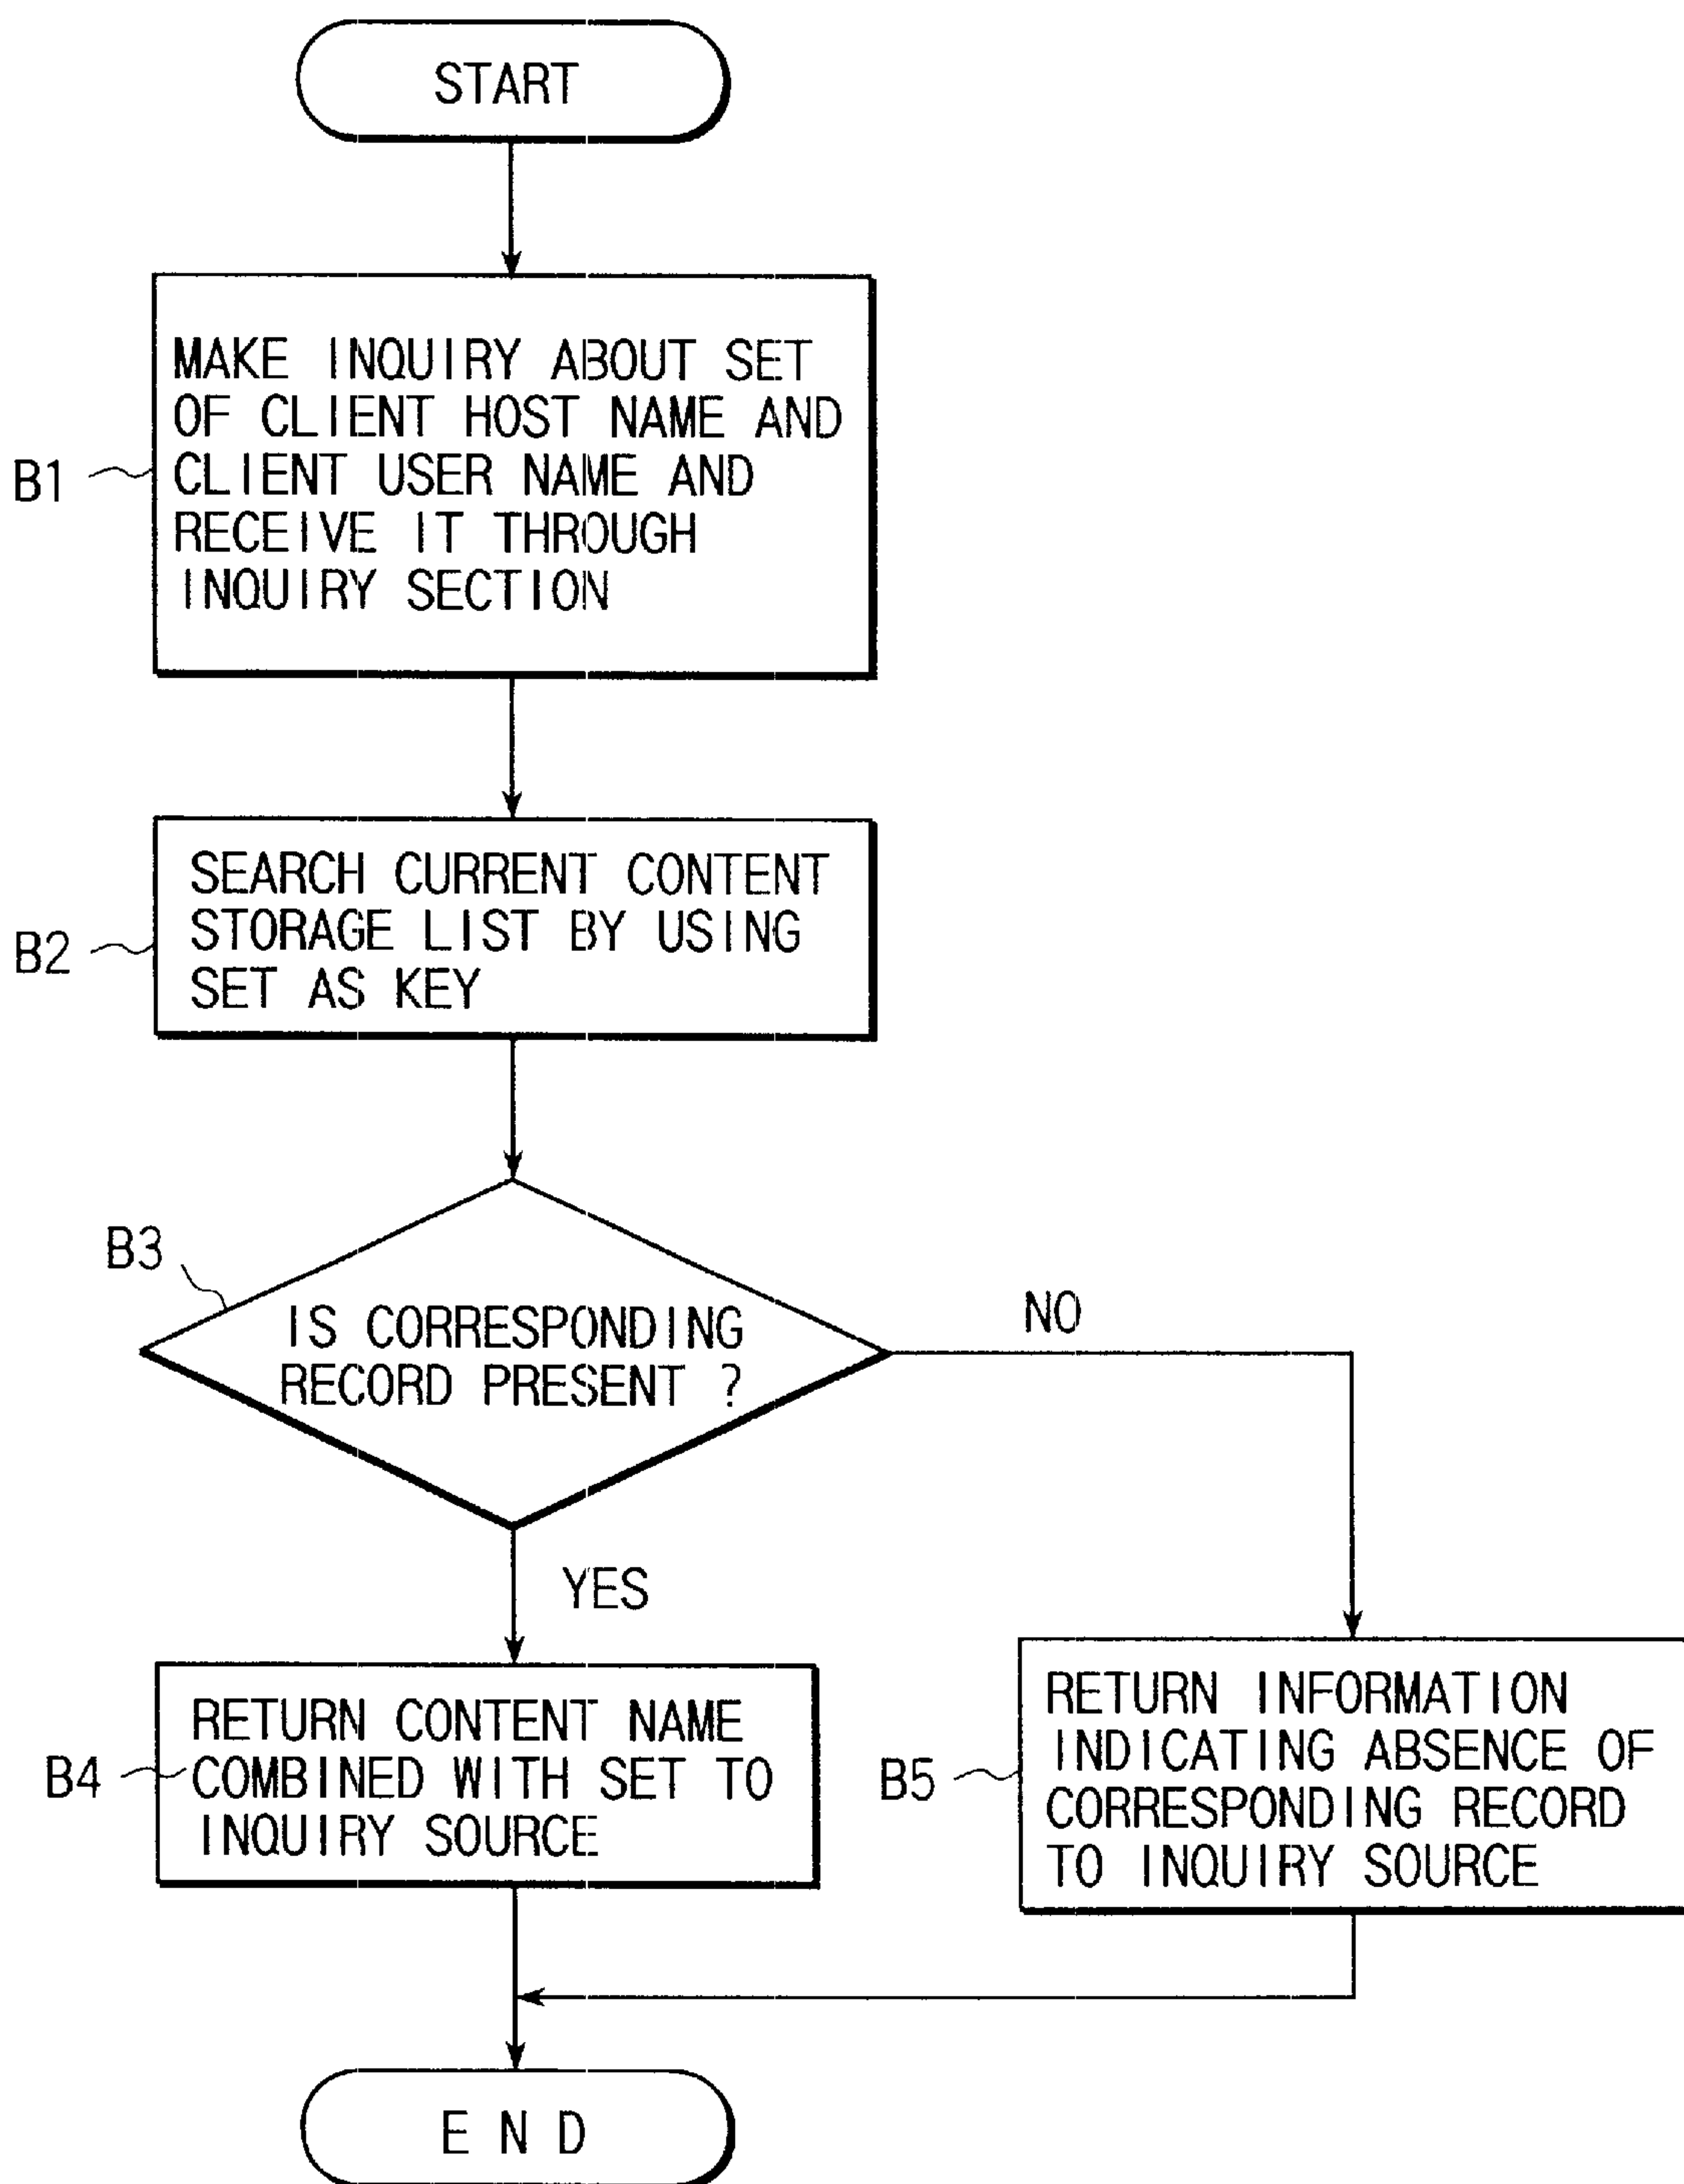 START
B1
MAKE INQUIRY ABOUT SET
OF CLIENT HOST NAME AND
CLIENT USER NAME AND
RECEIVE IT THROUGH
INQUIRY SECTION
B2
SEARCH CURRENT CONTENT
STORAGE LIST BY USING
SET AS KEY
B3
IS CORRESPONDING
RECORD PRESENT ?
NO
YES
B4
RETURN CONTENT NAME
COMBINED WITH SET TO
INQUIRY SOURCE
B5
RETURN INFORMATION
INDICATING ABSENCE OF
CORRESPONDING RECORD
TO INQUIRY SOURCE
E N D